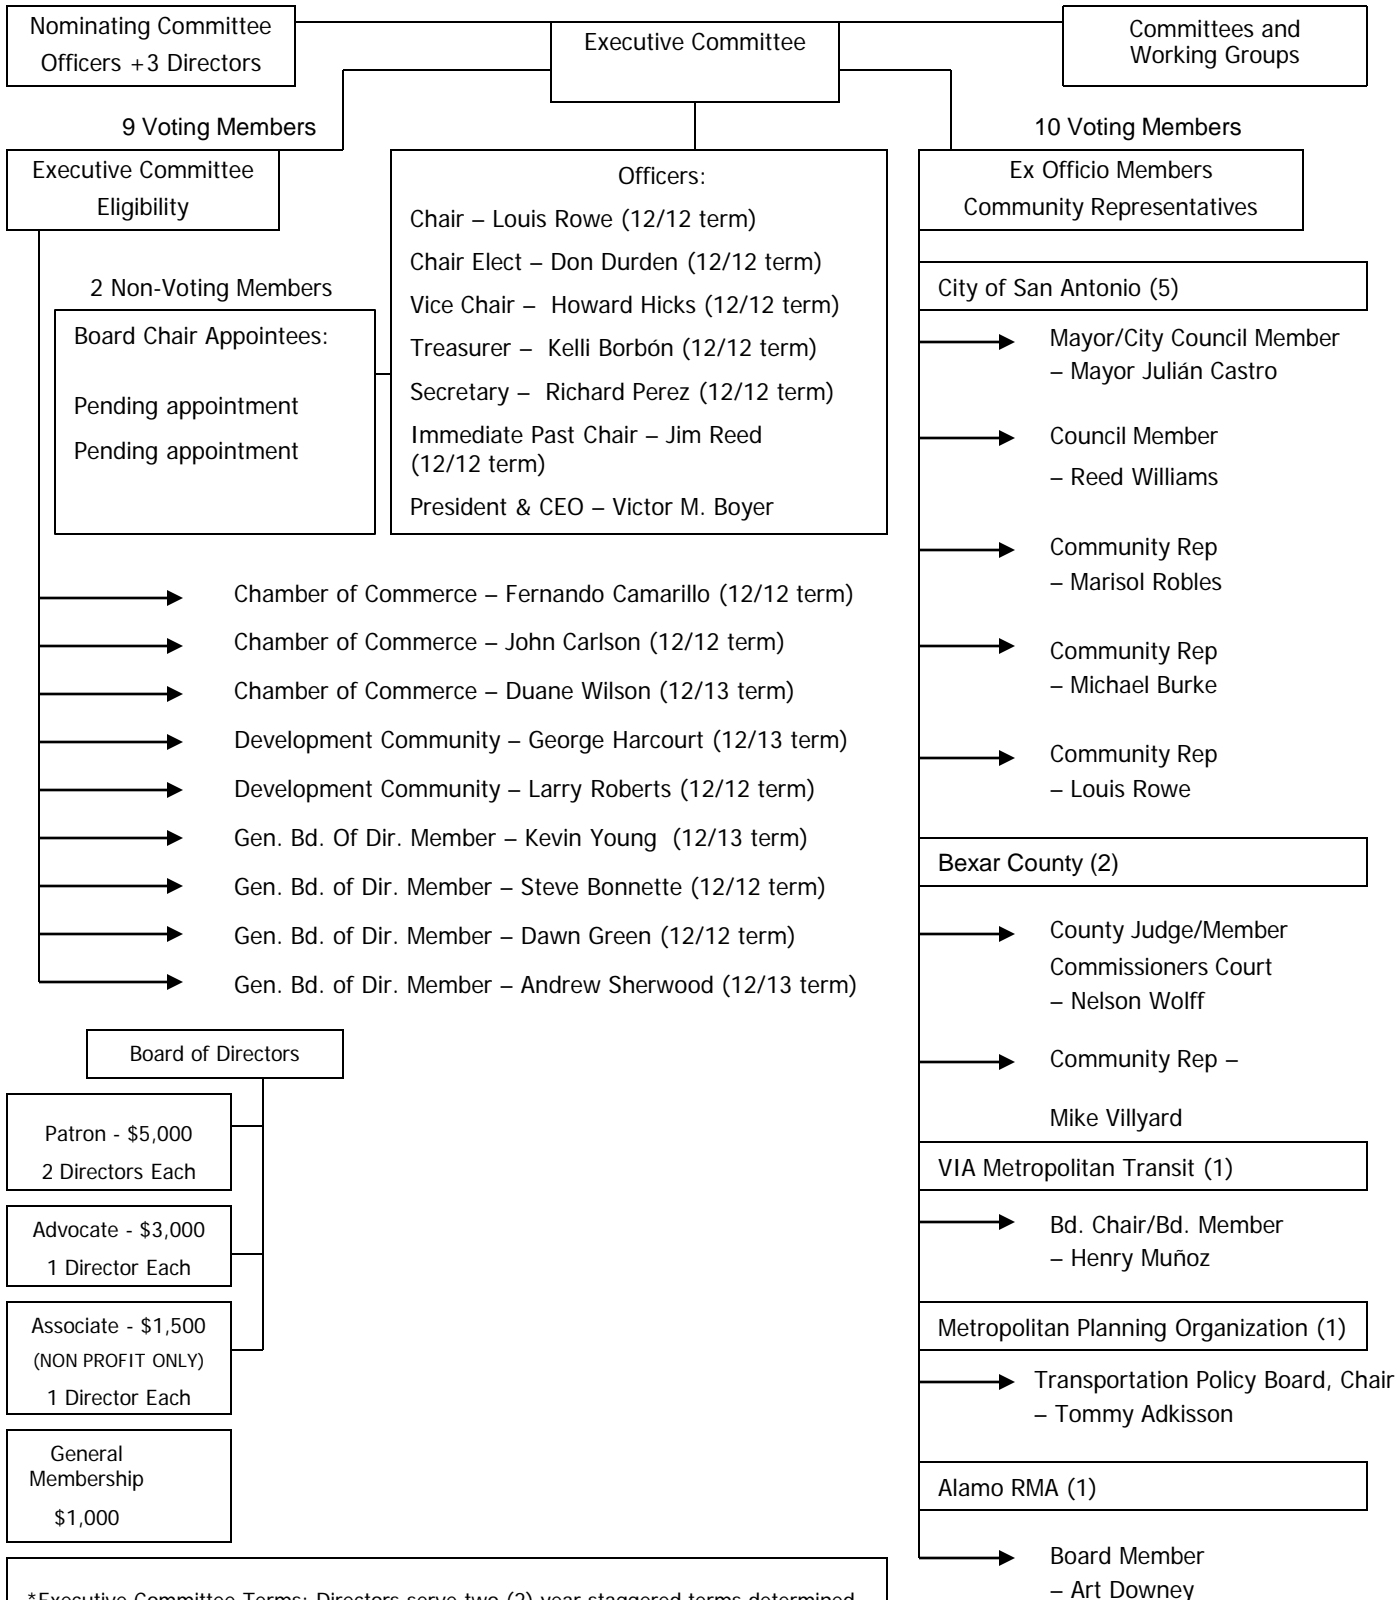 Nominating Committee
Officers +3 Directors
Executive Committee
Committees and
Working Groups
9 Voting Members
Executive Committee
Eligibility
2 Non-Voting Members
Board Chair Appointees:
Pending appointment
Pending appointment
Officers:
Chair – Louis Rowe (12/12 term)
Chair Elect – Don Durden (12/12 term)
Vice Chair –  Howard Hicks (12/12 term)
Treasurer –  Kelli Borbón (12/12 term)
Secretary –  Richard Perez (12/12 term)
Immediate Past Chair – Jim Reed
(12/12 term)
President & CEO – Victor M. Boyer
Chamber of Commerce – Fernando Camarillo (12/12 term)
Chamber of Commerce – John Carlson (12/12 term)
Chamber of Commerce – Duane Wilson (12/13 term)
Development Community – George Harcourt (12/13 term)
Development Community – Larry Roberts (12/12 term)
Gen. Bd. Of Dir. Member – Kevin Young  (12/13 term)
Gen. Bd. of Dir. Member – Steve Bonnette (12/12 term)
Gen. Bd. of Dir. Member – Dawn Green (12/12 term)
Gen. Bd. of Dir. Member – Andrew Sherwood (12/13 term)
Board of Directors
Patron - $5,000
2 Directors Each
Advocate - $3,000
1 Director Each
Associate - $1,500
(NON PROFIT ONLY)
1 Director Each
General
Membership
$1,000
*Executive Committee Terms: Directors serve two (2) year staggered terms determined
10 Voting Members
Ex Officio Members
Community Representatives
City of San Antonio (5)
Mayor/City Council Member
– Mayor Julián Castro
Council Member
– Reed Williams
Community Rep
– Marisol Robles
Community Rep
– Michael Burke
Community Rep
– Louis Rowe
Bexar County (2)
County Judge/Member
Commissioners Court
– Nelson Wolff
Community Rep –
Mike Villyard
VIA Metropolitan Transit (1)
Bd. Chair/Bd. Member
– Henry Muñoz
Metropolitan Planning Organization (1)
Transportation Policy Board, Chair
– Tommy Adkisson
Alamo RMA (1)
Board Member
– Art Downey